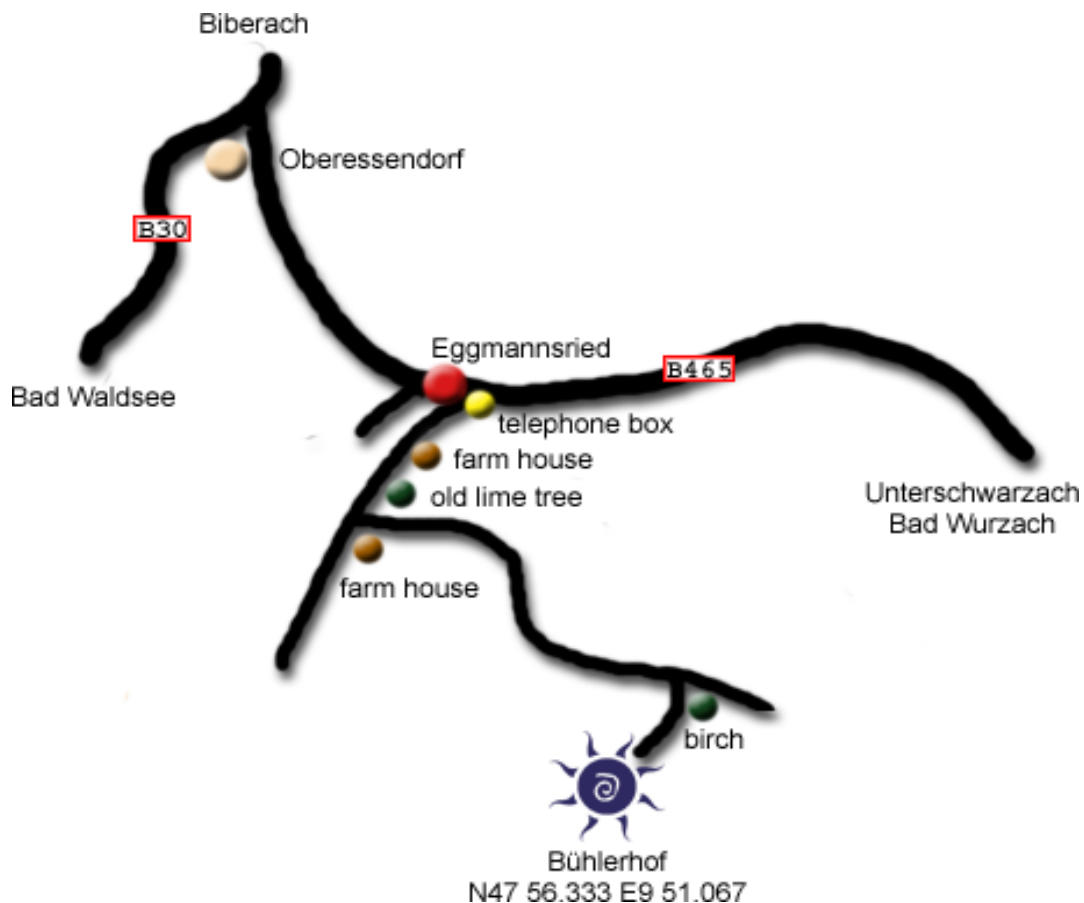 Biberach
Oberessendorf
B30
Eggmannsried
B465
Bad Waldsee
telephone box
farm house
old lime tree
Unterschwarzach
Bad Wurzach
farm house
birch
Bühlerhof
N47 56.333 E9 51.067